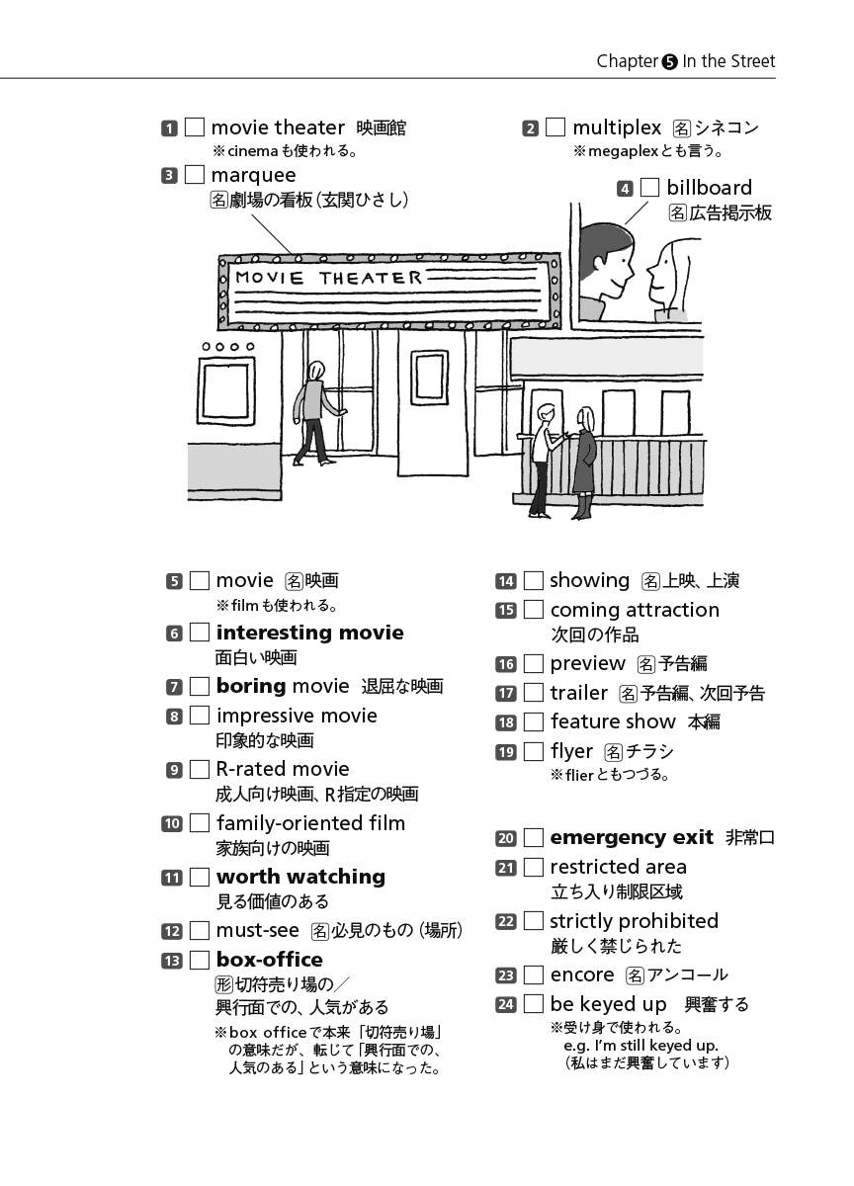 Chapter❺In the Street
1 □ movie theater 映画館
※cinemaも使われる。
2 □ multiplex 名シネコン
※megaplexとも言う。
3 □ marquee
名劇場の看板(玄関ひさし)
4 □ billboard
名広告掲示板
MOVIE THEATER
5 □ movie 名映画
※filmも使われる。
6 □ interesting movie
面白い映画
7 □ boring movie 退屈な映画
8 □ impressive movie
印象的な映画
9 □ R-rated movie
成人向け映画、R指定の映画
10 □ family-oriented film
家族向けの映画
11 □ worth watching
見る価値のある
12 □ must-see 名必見のもの(場所)
13 □ box-office
形切符売り場の/
興行面での、人気がある
※box officeで本来「切符売り場」
の意味だが、転じて「興行面での、
人気のある」という意味になった。
14 □ showing 名上映、上演
15 □ coming attraction
次回の作品
16 □ preview 名予告編
17 □ trailer 名予告編、次回予告
18 □ feature show 本編
19 □ flyer 名チラシ
※flierともつづる。
20 □ emergency exit 非常口
21 □ restricted area
立ち入り制限区域
22 □ strictly prohibited
厳しく禁じられた
23 □ encore 名アンコール
24 □ be keyed up 興奮する
※受け身で使われる。
e.g. I'm still keyed up.
(私はまだ興奮しています)